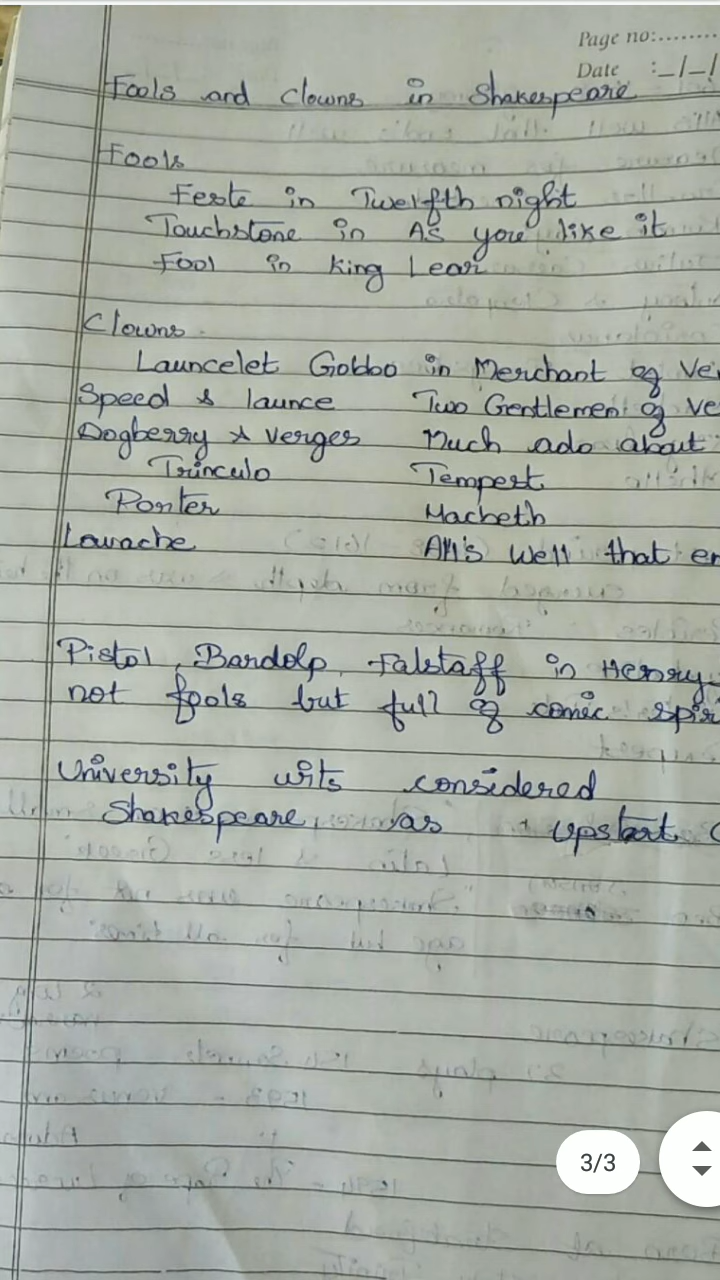 Page no:........
Date :_/_/
Fools and Clowns in Shakespeare
Fools
Feste in Twelfth night
Touchstone in As you like it
Fool in King Lear
Clowns
Launcelet Gobbo in Merchant of Ve
Speed & launce Two Gentlemen of Ve
Dogberry & verges Much ado about
Trinculo Tempest
Porter Macbeth
Lavache All's well that en
Pistol, Bardolp, Falstaff in Henry
not fools but full of comic spir
University wits considered
Shakespeare as upstart C
3/3